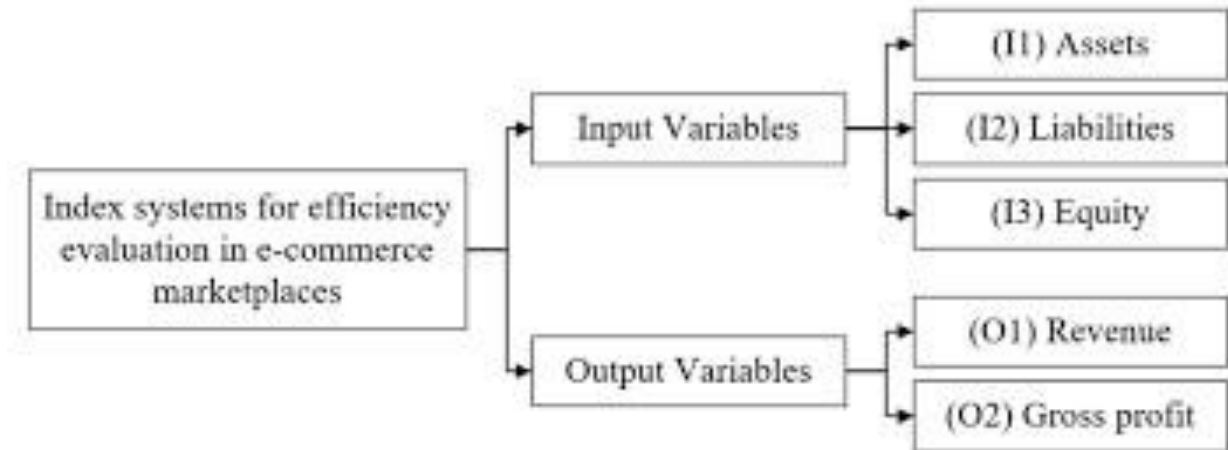 Index systems for efficiency
evaluation in e-commerce
marketplaces
Input Variables
(I1) Assets
(I2) Liabilities
(I3) Equity
Output Variables
(O1) Revenue
(O2) Gross profit